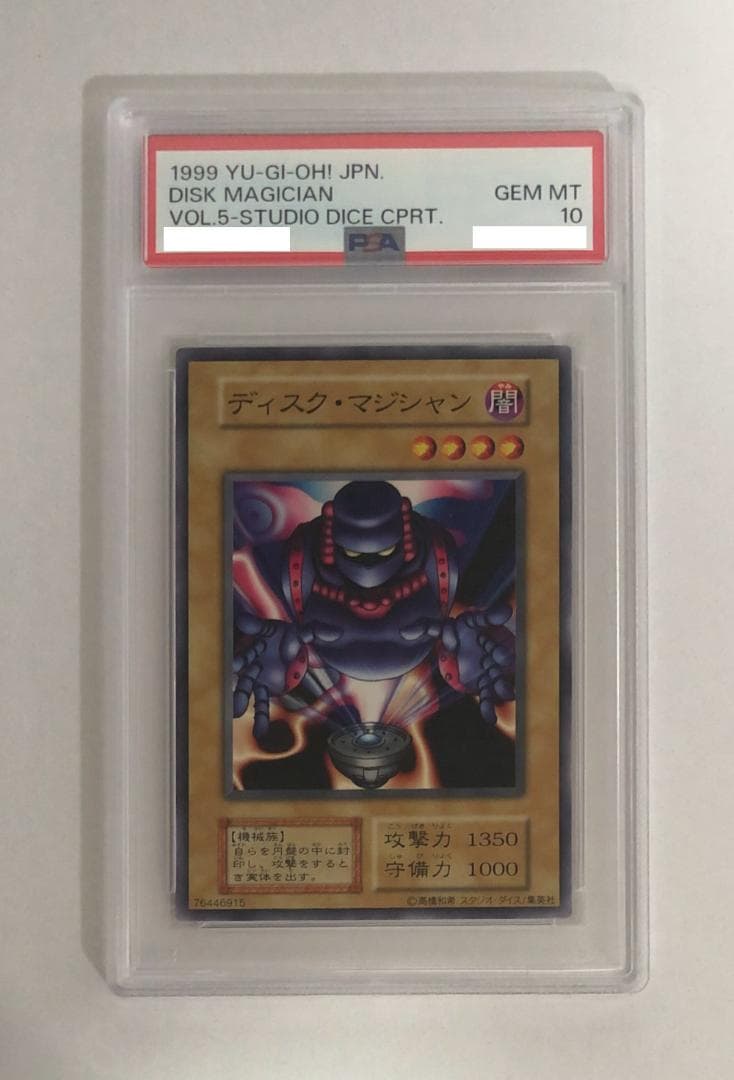 1999 YU-GI-OH! JPN.
DISK MAGICIAN GEM MT
VOL.5-STUDIO DICE CPRT. 10
PSA
ディスク・マジシャン 闇
【機械族】
自らを円盤の中に封
印し、攻撃をすると
き実体を出す。
攻撃力 1350
守備力 1000
76446915 ©高橋和希 スタジオ・ダイス/集英社